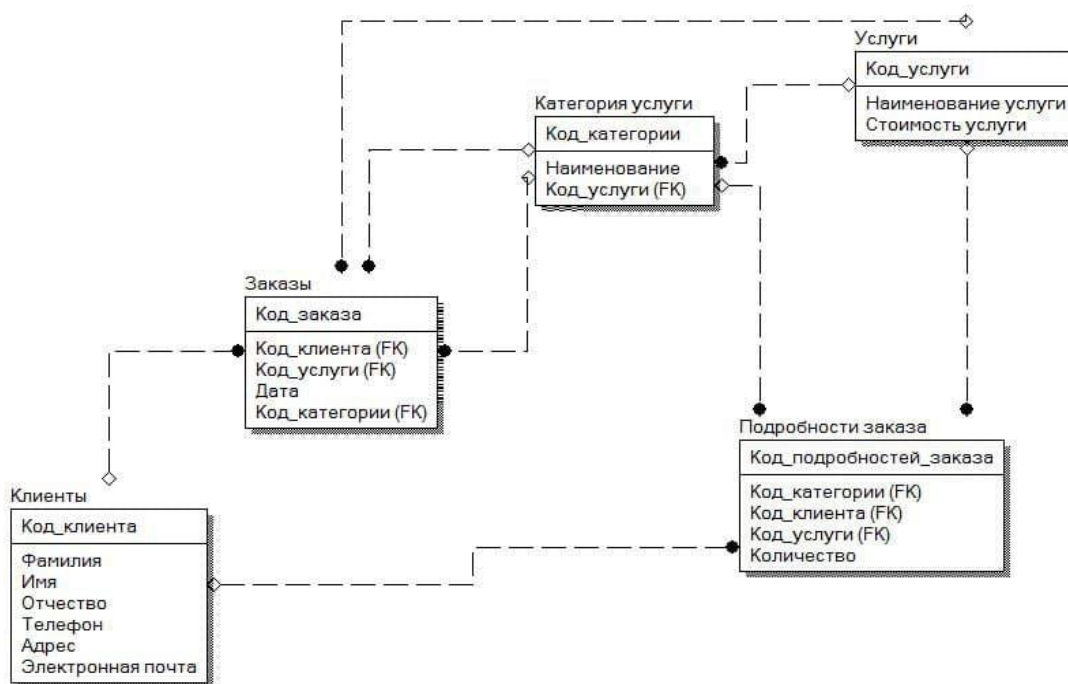 Услуги
Код_услуги
Наименование услуги
Стоимость услуги
Категория услуги
Код_категории
Наименование
Код_услуги (FK)
Заказы
Код_заказа
Код_клиента (FK)
Код_услуги (FK)
Дата
Код_категории (FK)
Подробности заказа
Код_подробностей_заказа
Код_категории (FK)
Код_клиента (FK)
Код_услуги (FK)
Количество
Клиенты
Код_клиента
Фамилия
Имя
Отчество
Телефон
Адрес
Электронная почта